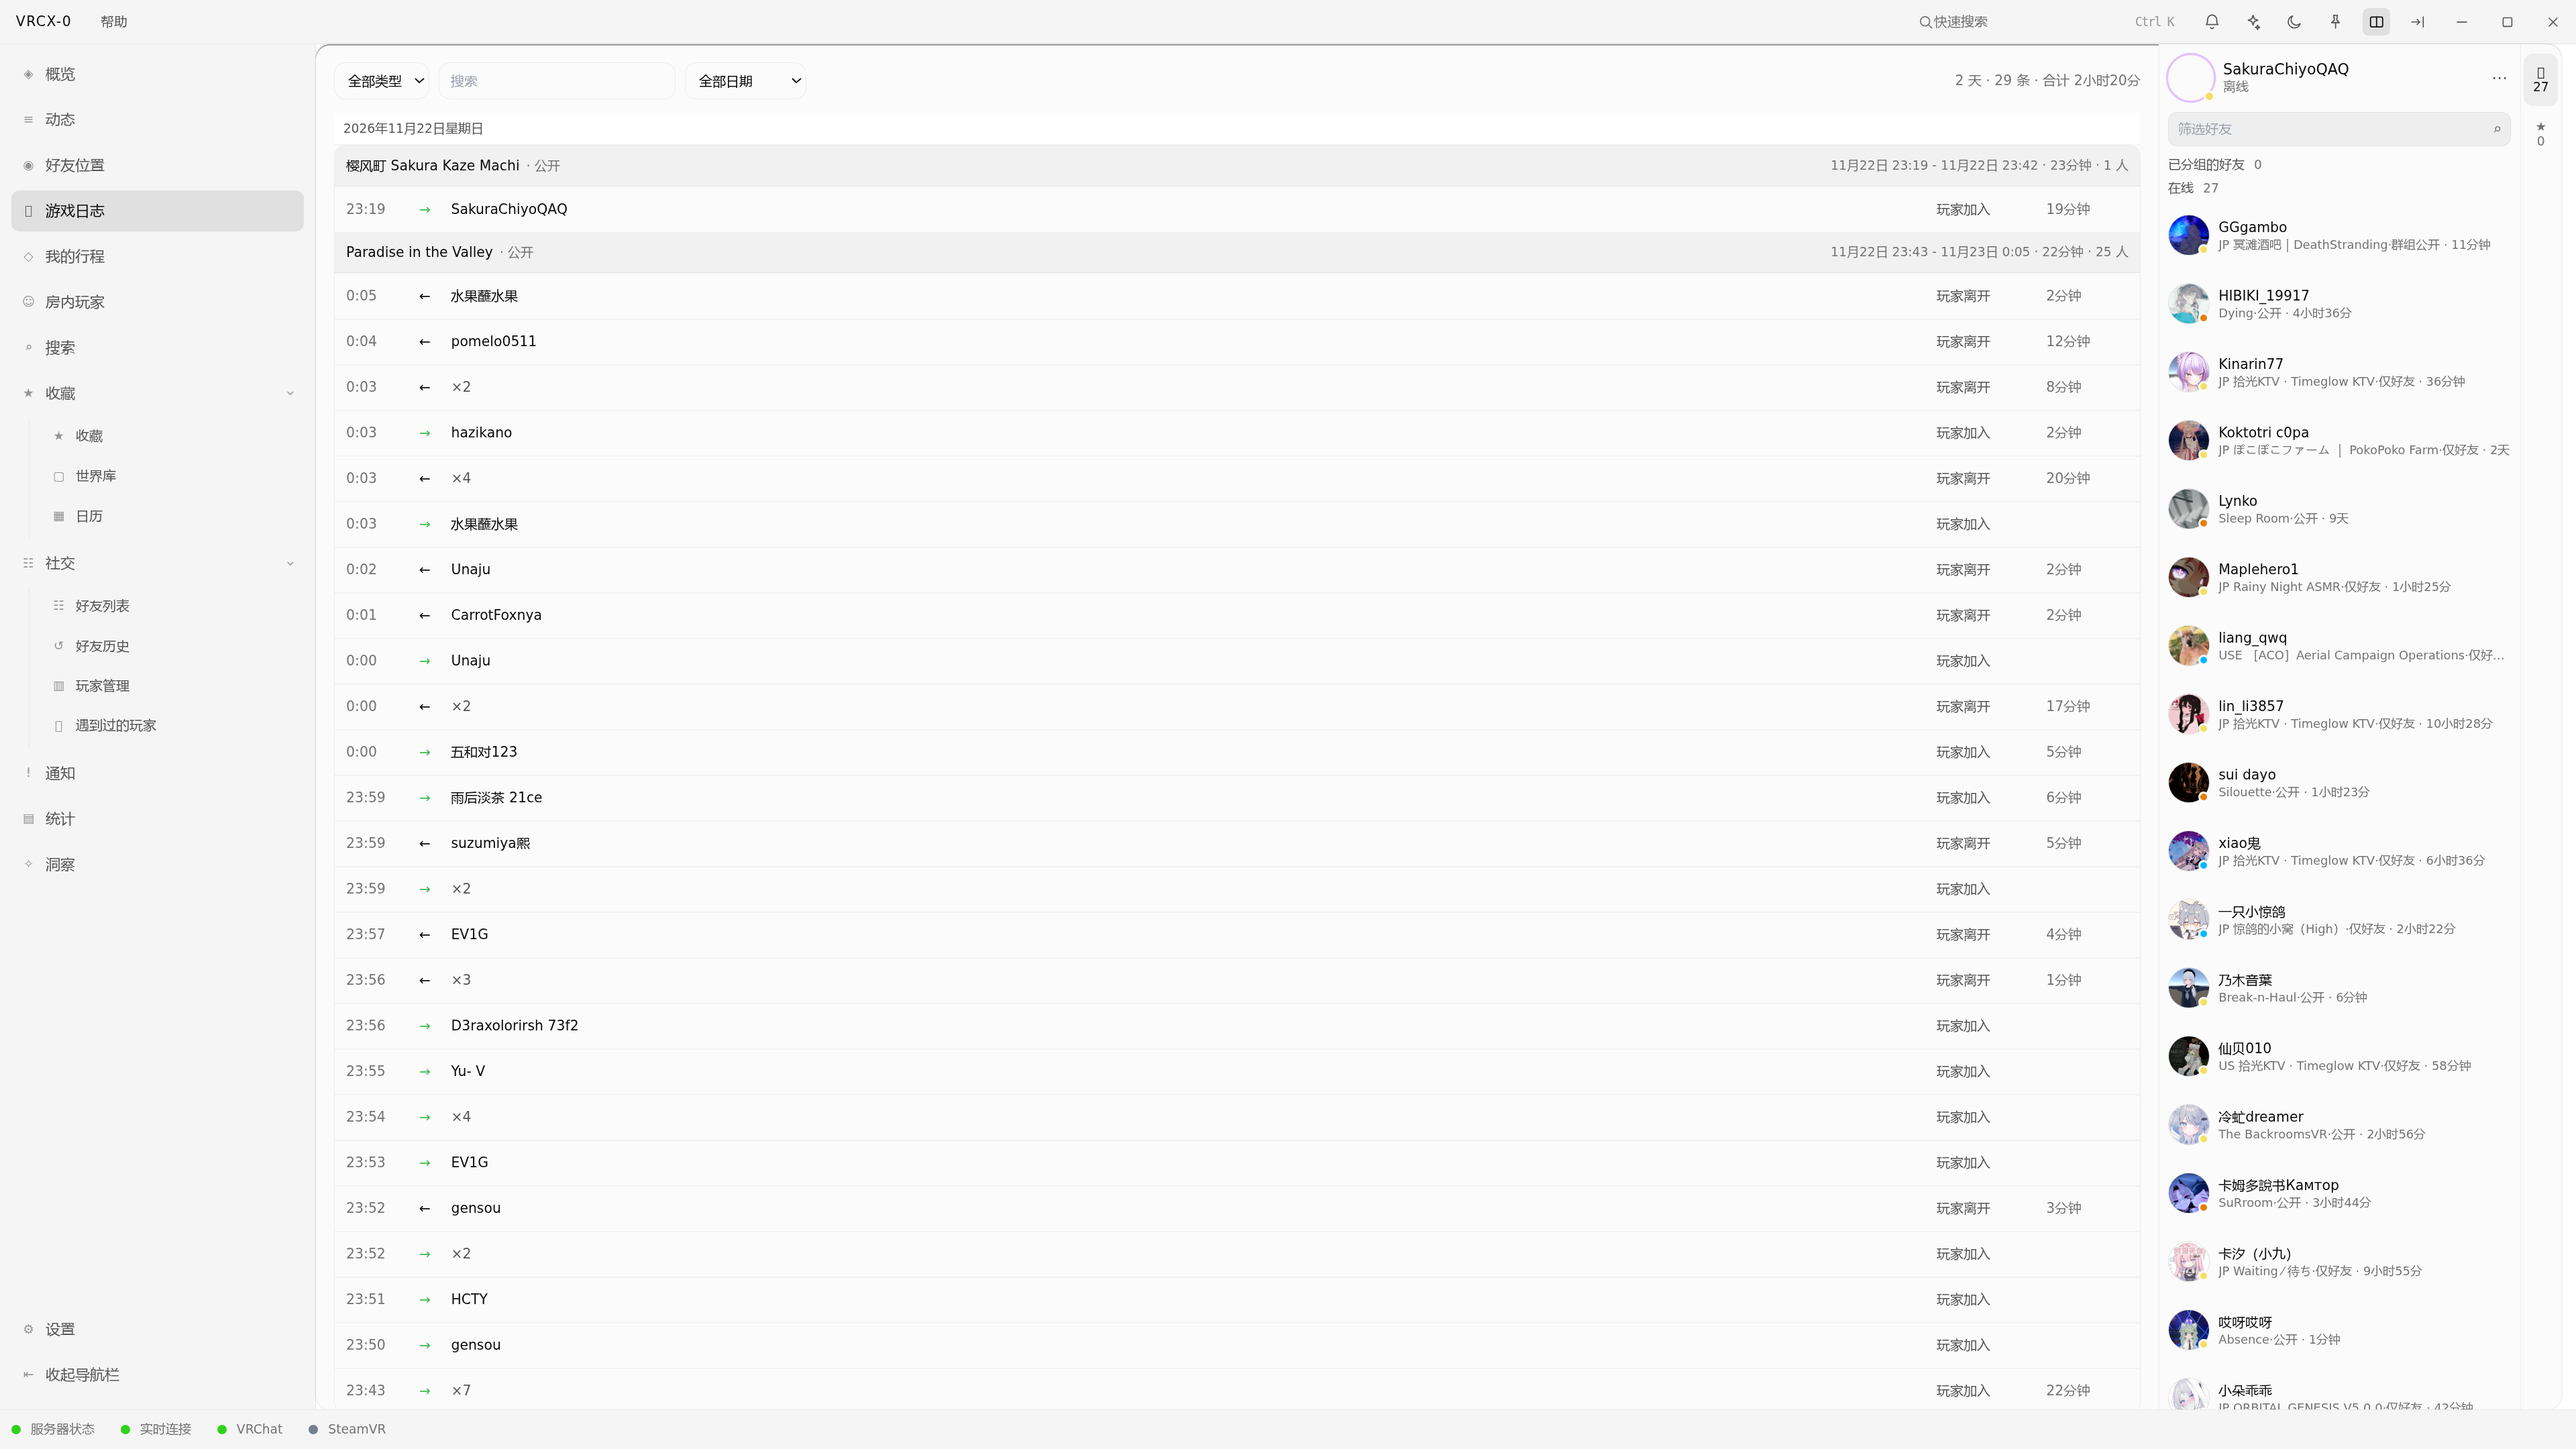 VRCX-0 帮助 快速搜索 Ctrl K
概览
动态
好友位置
游戏日志
我的行程
房内玩家
搜索
收藏
收藏
世界库
日历
社交
好友列表
好友历史
玩家管理
遇到过的玩家
通知
统计
洞察
设置
收起导航栏
全部类型 搜索 全部日期 2 天 · 29 条 · 合计 2小时20分
2026年11月22日星期日
樱风町 Sakura Kaze Machi · 公开 11月22日 23:19 - 11月22日 23:42 · 23分钟 · 1 人
23:19 → SakuraChiyoQAQ 玩家加入 19分钟
Paradise in the Valley · 公开 11月22日 23:43 - 11月23日 0:05 · 22分钟 · 25 人
0:05 ← 水果蘸水果 玩家离开 2分钟
0:04 ← pomelo0511 玩家离开 12分钟
0:03 ← ×2 玩家离开 8分钟
0:03 → hazikano 玩家加入 2分钟
0:03 ← ×4 玩家离开 20分钟
0:03 → 水果蘸水果 玩家加入
0:02 ← Unaju 玩家离开 2分钟
0:01 ← CarrotFoxnya 玩家离开 2分钟
0:00 → Unaju 玩家加入
0:00 ← ×2 玩家离开 17分钟
0:00 → 五和对123 玩家加入 5分钟
23:59 → 雨后淡茶 21ce 玩家加入 6分钟
23:59 ← suzumiya熙 玩家离开 5分钟
23:59 → ×2 玩家加入
23:57 ← EV1G 玩家离开 4分钟
23:56 ← ×3 玩家离开 1分钟
23:56 → D3raxolorirsh 73f2 玩家加入
23:55 → Yu- V 玩家加入
23:54 → ×4 玩家加入
23:53 → EV1G 玩家加入
23:52 ← gensou 玩家离开 3分钟
23:52 → ×2 玩家加入
23:51 → HCTY 玩家加入
23:50 → gensou 玩家加入
23:43 → ×7 玩家加入 22分钟
SakuraChiyoQAQ
离线
筛选好友
已分组的好友 0
在线 27
GGgambo
JP 冥滩酒吧 | DeathStranding·群组公开 · 11分钟
HIBIKI_19917
Dying·公开 · 4小时36分
Kinarin77
JP 拾光KTV · Timeglow KTV·仅好友 · 36分钟
Koktotri c0pa
JP ぽこぽこファーム ｜ PokoPoko Farm·仅好友 · 2天
Lynko
Sleep Room·公开 · 9天
Maplehero1
JP Rainy Night ASMR·仅好友 · 1小时25分
liang_qwq
USE ［ACO］Aerial Campaign Operations·仅好…
lin_li3857
JP 拾光KTV · Timeglow KTV·仅好友 · 10小时28分
sui dayo
Silouette·公开 · 1小时23分
xiao鬼
JP 拾光KTV · Timeglow KTV·仅好友 · 6小时36分
一只小惊鸽
JP 惊鸽的小窝（High）·仅好友 · 2小时22分
乃木音葉
Break-n-Haul·公开 · 6分钟
仙贝010
US 拾光KTV · Timeglow KTV·仅好友 · 58分钟
冷虻dreamer
The BackroomsVR·公开 · 2小时56分
卡姆多說书Камтор
SuRroom·公开 · 3小时44分
卡汐（小九）
JP Waiting ⁄ 待ち·仅好友 · 9小时55分
哎呀哎呀
Absence·公开 · 1分钟
小朵乖乖
JP ORBITAL GENESIS V5.0.0·仅好友 · 42分钟
27
0
服务器状态 实时连接 VRChat SteamVR